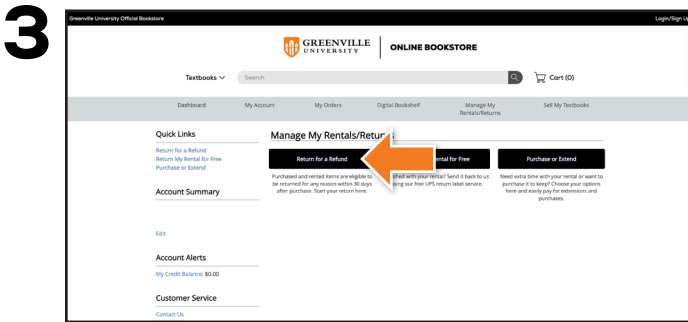 3
Greenville University Official Bookstore
Login/Sign Up
GREENVILLE
UNIVERSITY
ONLINE BOOKSTORE
Textbooks
Search
Cart (0)
Dashboard
My Account
My Orders
Digital Bookshelf
Manage My
Rentals/Returns
Sell My Textbooks
Quick Links
Return for a Refund
Return My Rental for Free
Purchase or Extend
Account Summary
Edit
Account Alerts
My Credit Balance: $0.00
Customer Service
Contact Us
Manage My Rentals/Returns
Return for a Refund
Purchased and rented items are eligible to
be returned for any reason within 30 days
after purchase. Start your return here.
ental for Free
shed with your rental? Send it back to us
using our free UPS return label service.
Purchase or Extend
Need extra time with your rental or want to
purchase it to keep? Choose your options
here and easily pay for extensions and
purchases.